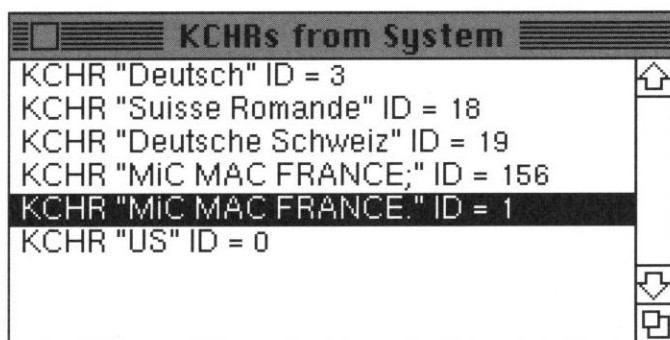 KCHRs from System
KCHR "Deutsch" ID = 3
KCHR "Suisse Romande" ID = 18
KCHR "Deutsche Schweiz" ID = 19
KCHR "MiC MAC FRANCE;" ID = 156
KCHR "MiC MAC FRANCE." ID = 1
KCHR "US" ID = 0